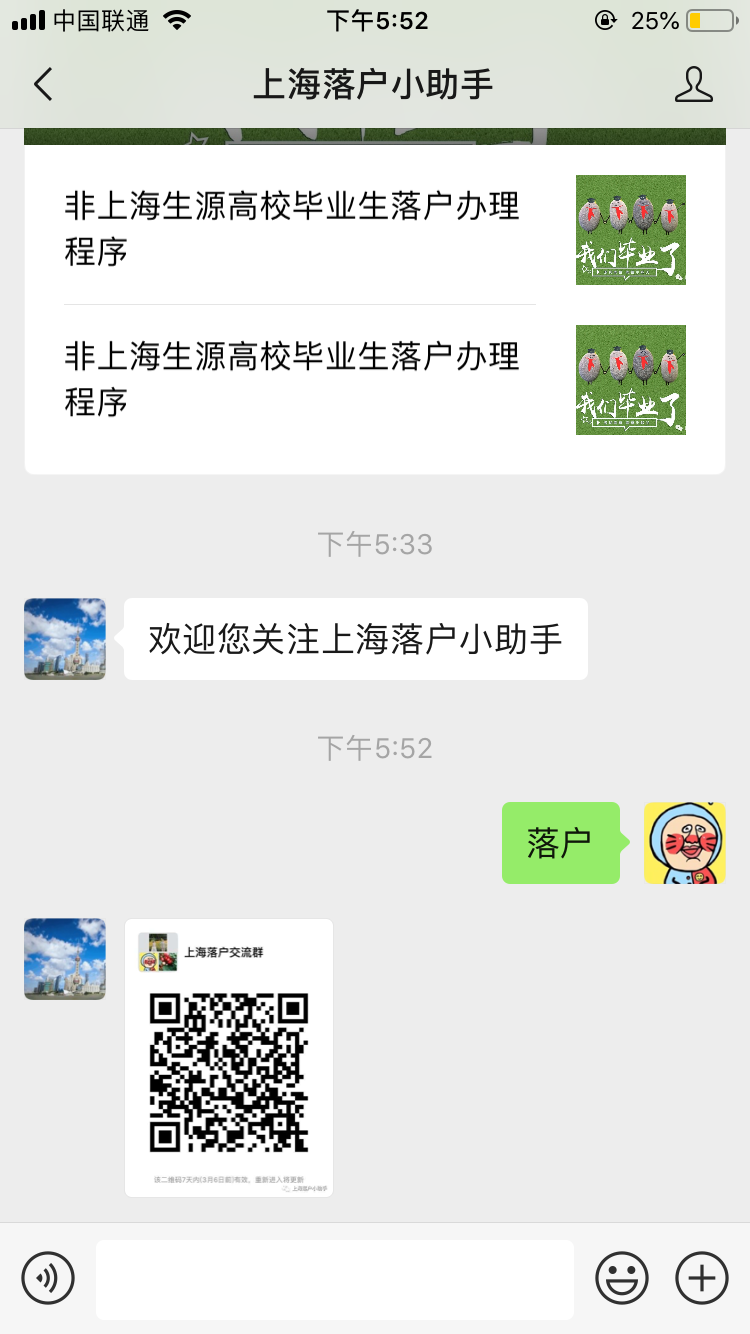 中国联通
下午5:52
25%
上海落户小助手
非上海生源高校毕业生落户办理
程序
我们毕业了
非上海生源高校毕业生落户办理
程序
我们毕业了
下午5:33
欢迎您关注上海落户小助手
下午5:52
落户
上海落户交流群
该二维码7天内(3月6日前)有效，重新进入将更新
上海落户小助手